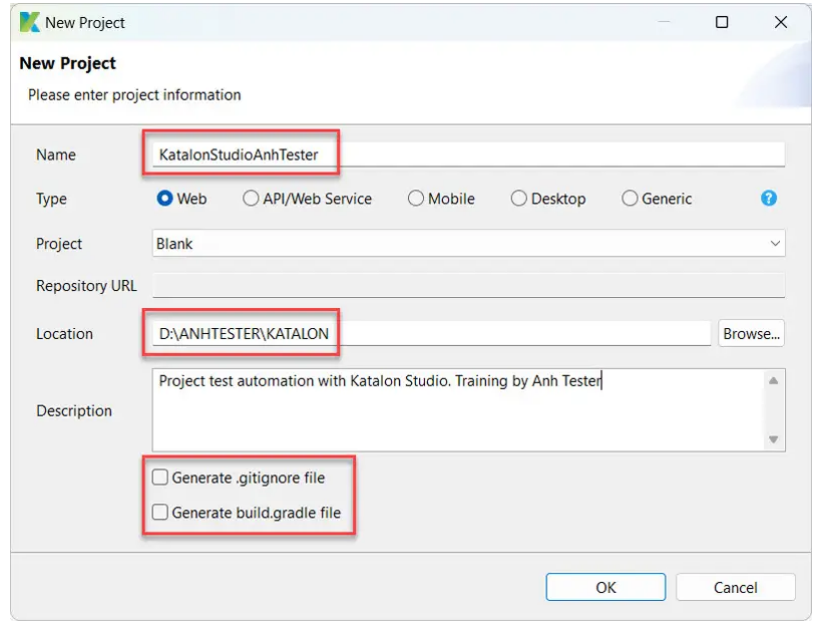 New Project
New Project
Please enter project information
Name KatalonStudioAnhTester
Type Web API/Web Service Mobile Desktop Generic ?
Project Blank
Repository URL
Location D:\ANHTESTER\KATALON Browse...
Description Project test automation with Katalon Studio. Training by Anh Tester
Generate .gitignore file
Generate build.gradle file
OK Cancel